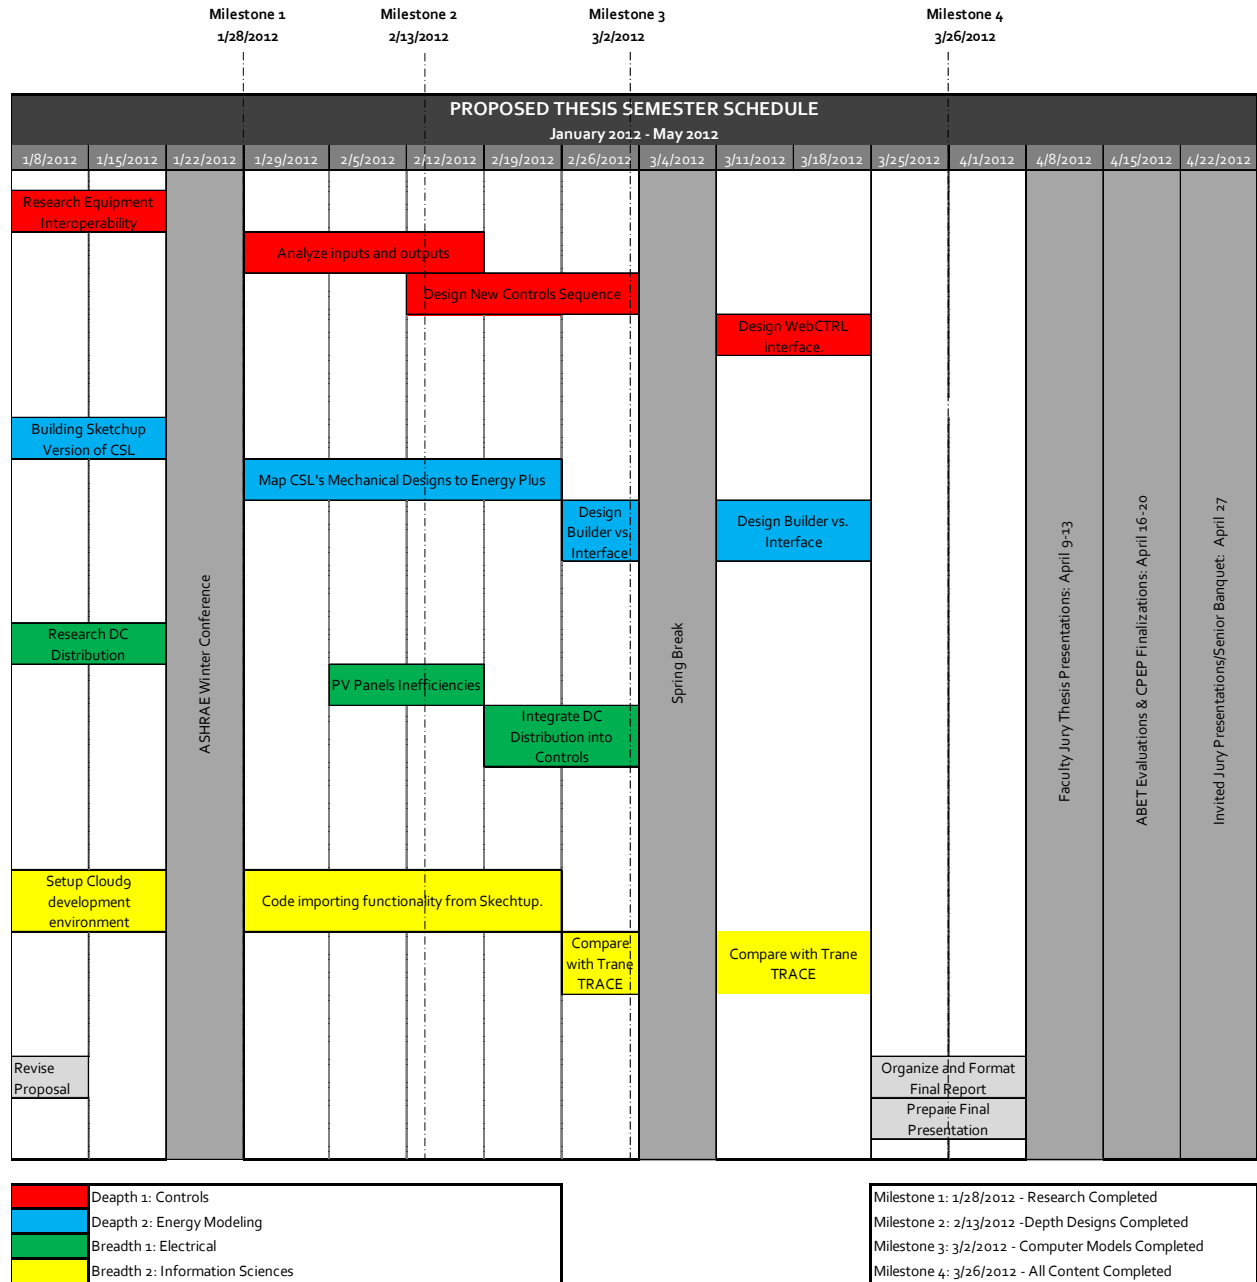 Milestone 1
1/28/2012
Milestone 2
2/13/2012
Milestone 3
3/2/2012
Milestone 4
3/26/2012
PROPOSED THESIS SEMESTER SCHEDULE
January 2012 - May 2012
1/8/2012 1/15/2012 1/22/2012 1/29/2012 2/5/2012 2/12/2012 2/19/2012 2/26/2012 3/4/2012 3/11/2012 3/18/2012 3/25/2012 4/1/2012 4/8/2012 4/15/2012 4/22/2012
Research Equipment
Interoperability
Analyze inputs and outputs
Design New Controls Sequence
Design WebCTRL
interface.
Building Sketchup
Version of CSL
Map CSL's Mechanical Designs to Energy Plus
Design
Builder vs.
Interface
Design Builder vs.
Interface
Research DC
Distribution
PV Panels Inefficiencies
Integrate DC
Distribution into
Controls
Setup Cloud9
development
environment
Code importing functionality from Skechtup.
Compare
with Trane
TRACE
Compare with Trane
TRACE
Revise
Proposal
Organize and Format
Final Report
Prepare Final
Presentation
ASHRAE Winter Conference
Spring Break
Faculty Jury Thesis Presentations: April 9-13
ABET Evaluations & CPEP Finalizations: April 16-20
Invited Jury Presentations/Senior Banquet: April 27
Deapth 1: Controls
Deapth 2: Energy Modeling
Breadth 1: Electrical
Breadth 2: Information Sciences
Milestone 1: 1/28/2012 - Research Completed
Milestone 2: 2/13/2012 -Depth Designs Completed
Milestone 3: 3/2/2012 - Computer Models Completed
Milestone 4: 3/26/2012 - All Content Completed